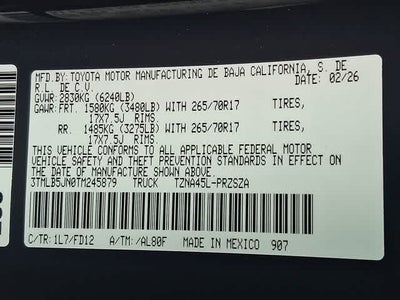 MFD.BY:TOYOTA MOTOR MANUFACTURING DE BAJA CALIFORNIA, S. DE
R.L. DE C.V. 02/26
GVWR: 2830KG (6240LB)
GAWR: FRT. 1580KG (3480LB) WITH 265/70R17 TIRES,
17X7.5J RIMS.
RR. 1485KG (3275LB) WITH 265/70R17 TIRES,
17X7.5J RIMS.
THIS VEHICLE CONFORMS TO ALL APPLICABLE FEDERAL MOTOR
VEHICLE SAFETY AND THEFT PREVENTION STANDARDS IN EFFECT ON
THE DATE OF MANUFACTURE SHOWN ABOVE.
3TMLB5JN0TM245879 TRUCK TZNA45L-PRZSZA
C/TR: 1L7/FD12 A/TM: /AL80F MADE IN MEXICO 907